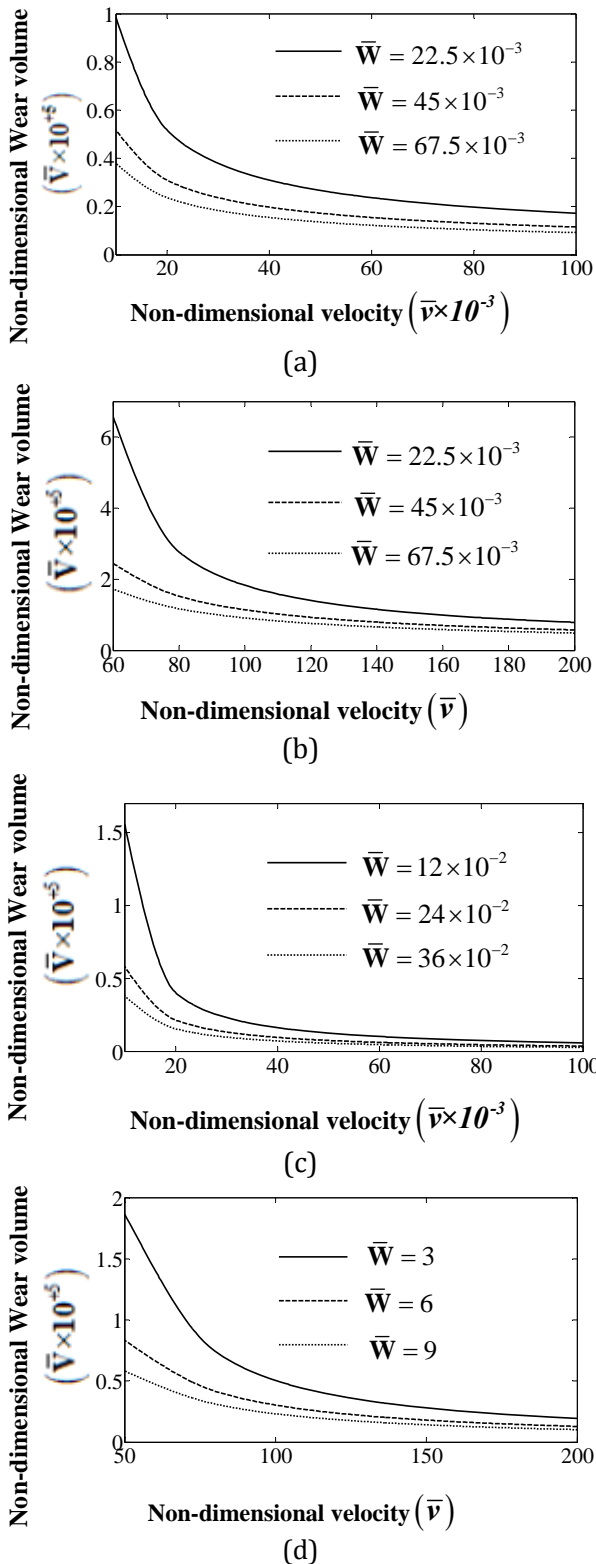 Non-dimensional Wear volume
(V̅×10⁺⁵)
1
0.8
0.6
0.4
0.2
0
W̅ = 22.5×10⁻³
W̅ = 45×10⁻³
W̅ = 67.5×10⁻³
20 40 60 80 100
Non-dimensional velocity (v̅×10⁻³)
(a)
Non-dimensional Wear volume
(V̅×10⁺⁵)
6
4
2
0
W̅ = 22.5×10⁻³
W̅ = 45×10⁻³
W̅ = 67.5×10⁻³
60 80 100 120 140 160 180 200
Non-dimensional velocity (v̅)
(b)
Non-dimensional Wear volume
(V̅×10⁺⁵)
1.5
1
0.5
0
W̅ = 12×10⁻²
W̅ = 24×10⁻²
W̅ = 36×10⁻²
20 40 60 80 100
Non-dimensional velocity (v̅×10⁻³)
(c)
Non-dimensional Wear volume
(V̅×10⁺⁵)
2
1.5
1
0.5
0
W̅ = 3
W̅ = 6
W̅ = 9
50 100 150 200
Non-dimensional velocity (v̅)
(d)